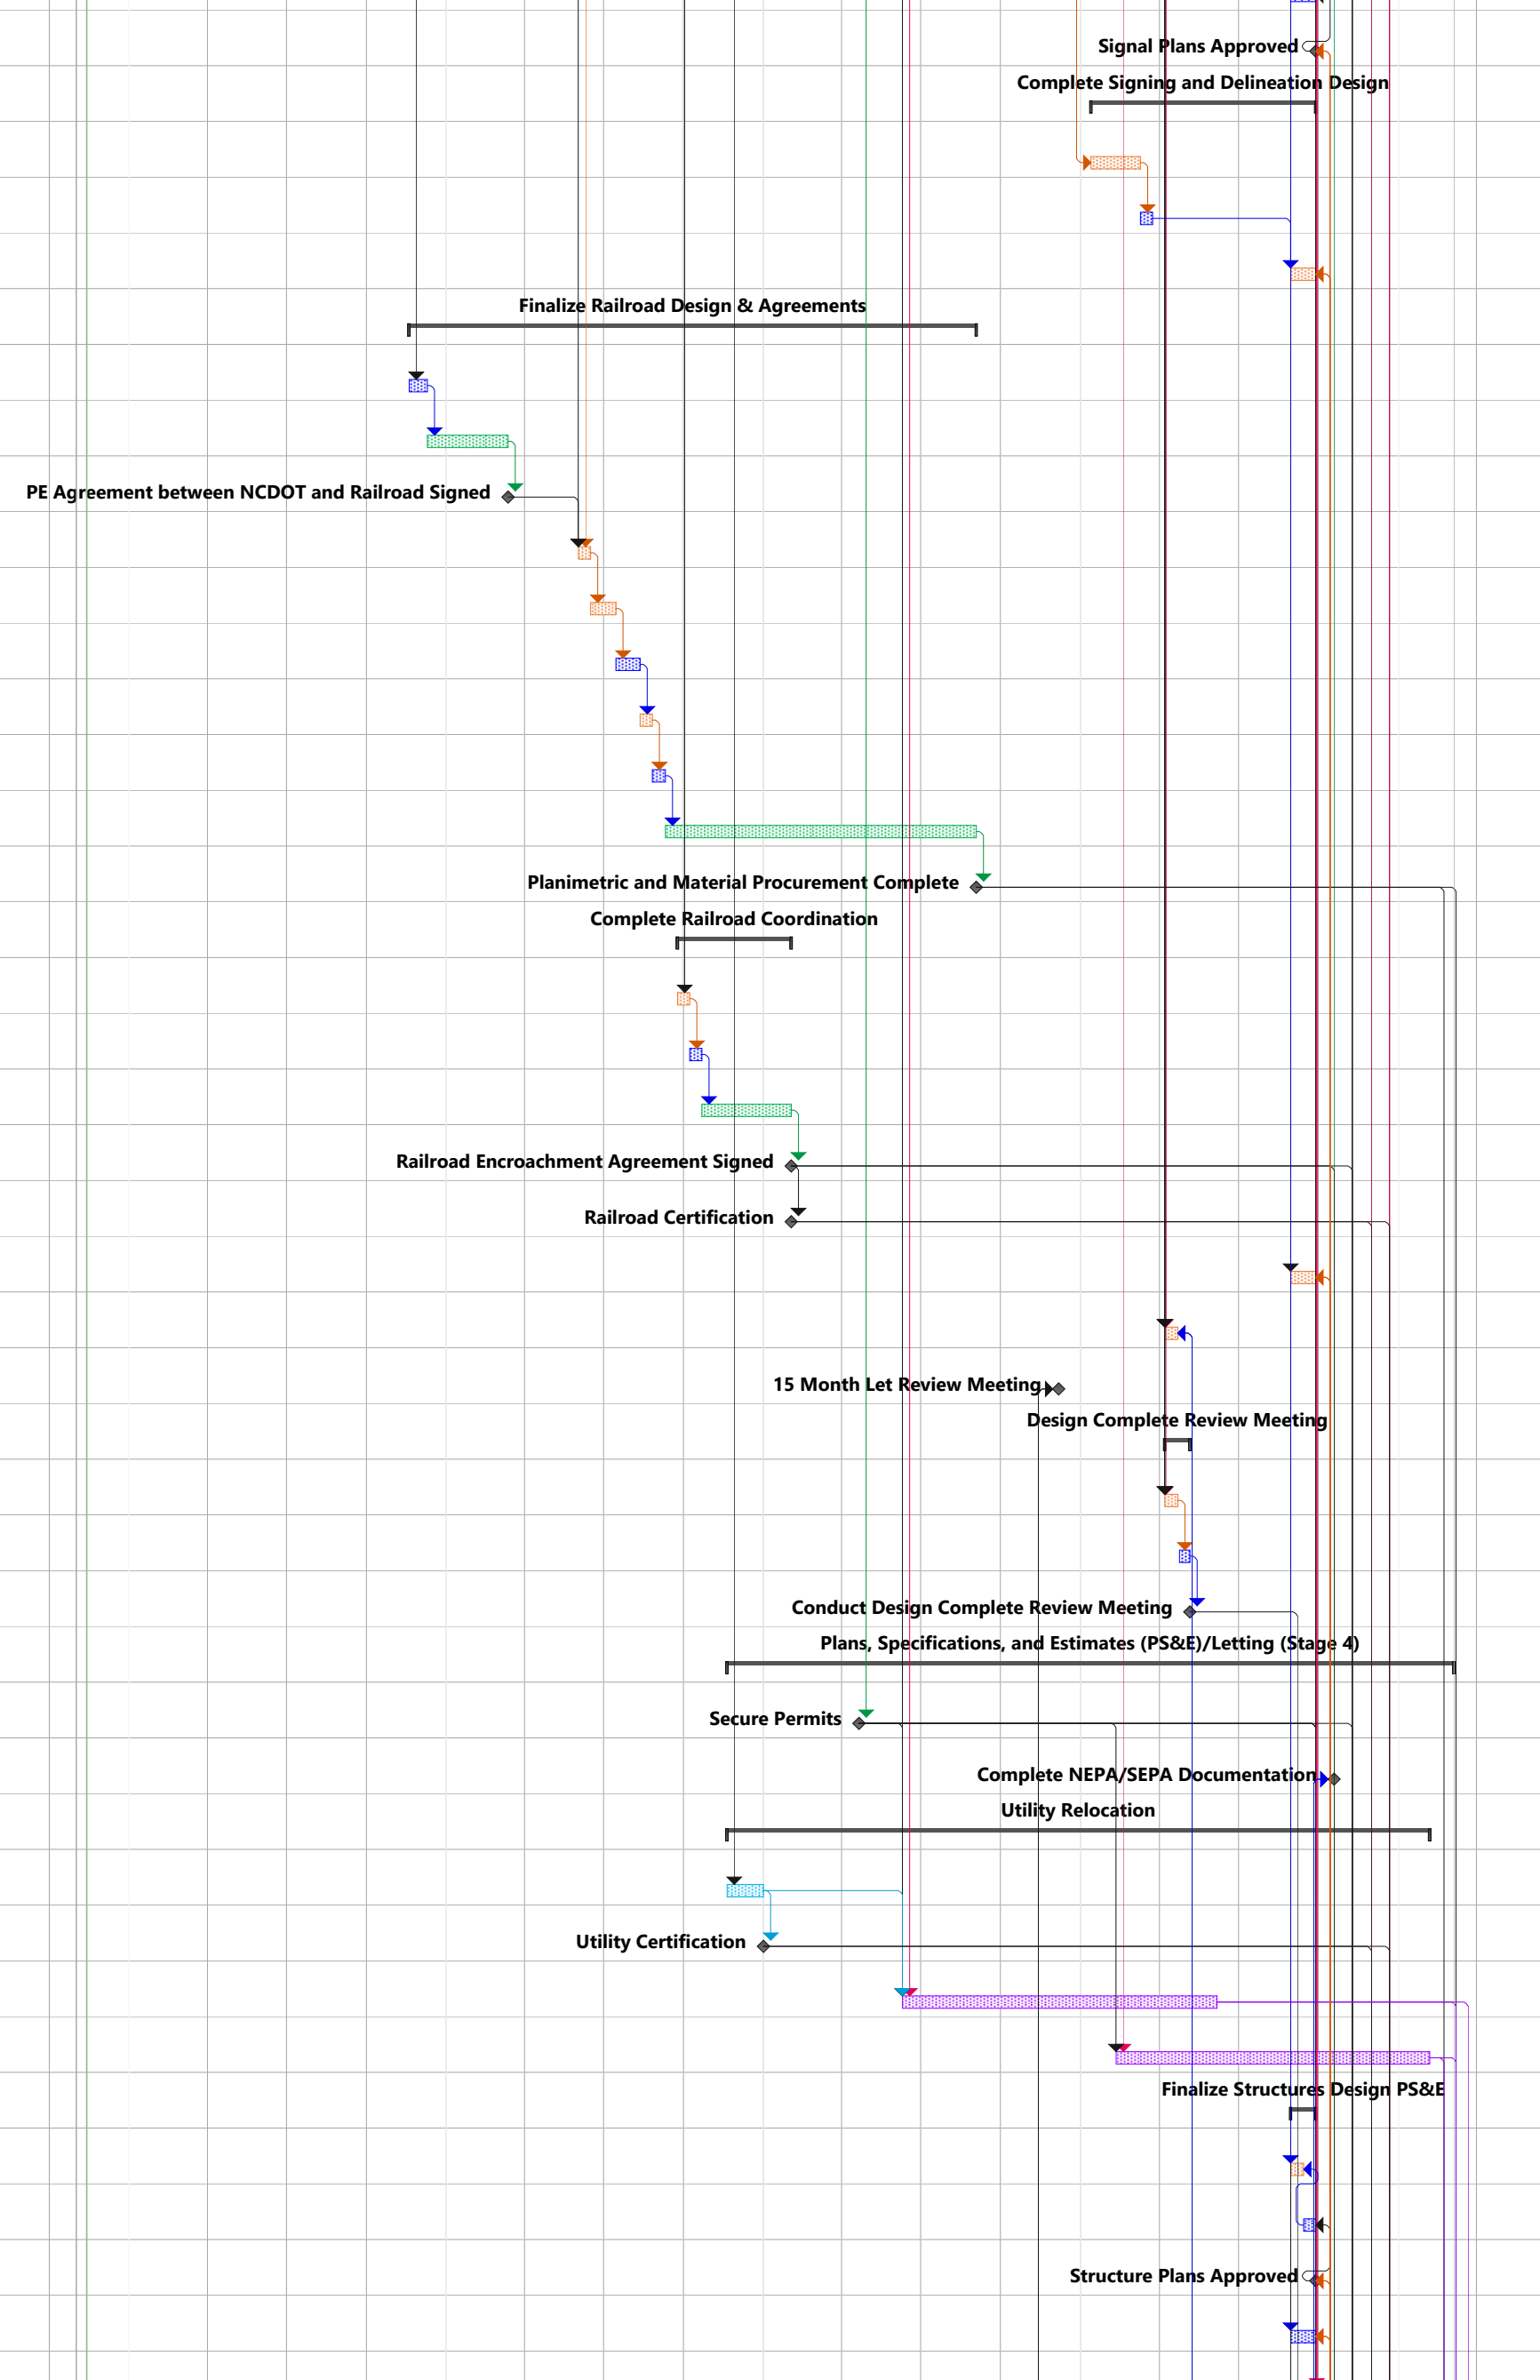 Signal Plans Approved
Complete Signing and Delineation Design
Finalize Railroad Design & Agreements
PE Agreement between NCDOT and Railroad Signed
Planimetric and Material Procurement Complete
Complete Railroad Coordination
Railroad Encroachment Agreement Signed
Railroad Certification
15 Month Let Review Meeting
Design Complete Review Meeting
Conduct Design Complete Review Meeting
Plans, Specifications, and Estimates (PS&E)/Letting (Stage 4)
Secure Permits
Complete NEPA/SEPA Documentation
Utility Relocation
Utility Certification
Finalize Structures Design PS&E
Structure Plans Approved